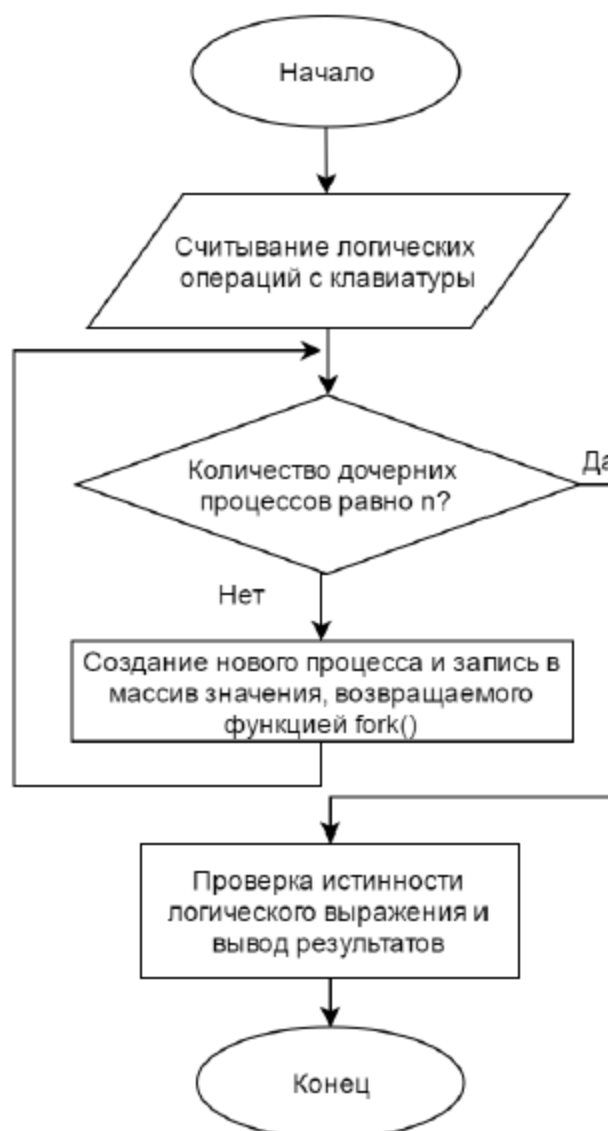 Начало
Считывание логических
операций с клавиатуры
Количество дочерних
процессов равно n?
Да
Нет
Создание нового процесса и запись в
массив значения, возвращаемого
функцией fork()
Проверка истинности
логического выражения и
вывод результатов
Конец